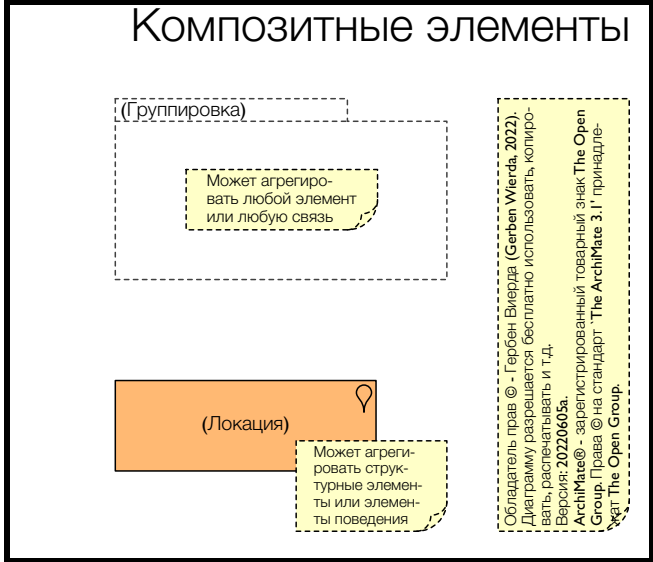 Композитные элементы
(Группировка)
Может агрегиро-
вать любой элемент
или любую связь
(Локация)
Может агреги-
ровать струк-
турные элемен-
ты или элемен-
ты поведения
Обладатель прав © - Гербен Виерда (Gerben Wierda, 2022).
Диаграмму разрешается бесплатно использовать, копиро-
вать, распечатывать и т.д.
Версия: 20220605a.
ArchiMate® - зарегистрированный товарный знак The Open
Group. Права © на стандарт `The ArchiMate 3.1' принадле-
жат The Open Group.